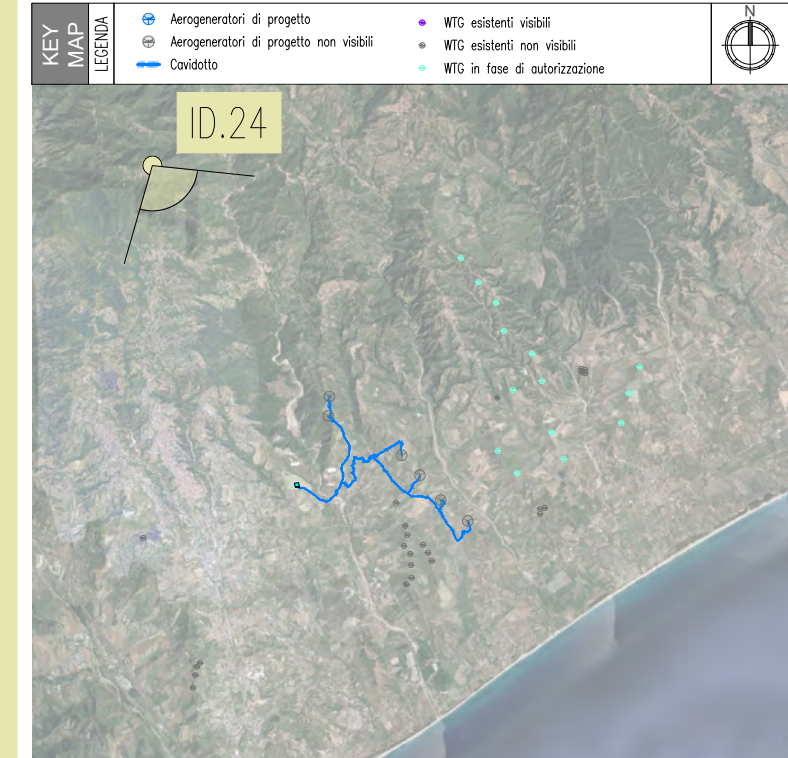 KEY
MAP
LEGENDA
Aerogeneratori di progetto
Aerogeneratori di progetto non visibili
Cavidotto
WTG esistenti visibili
WTG esistenti non visibili
WTG in fase di autorizzazione
N
ID.24